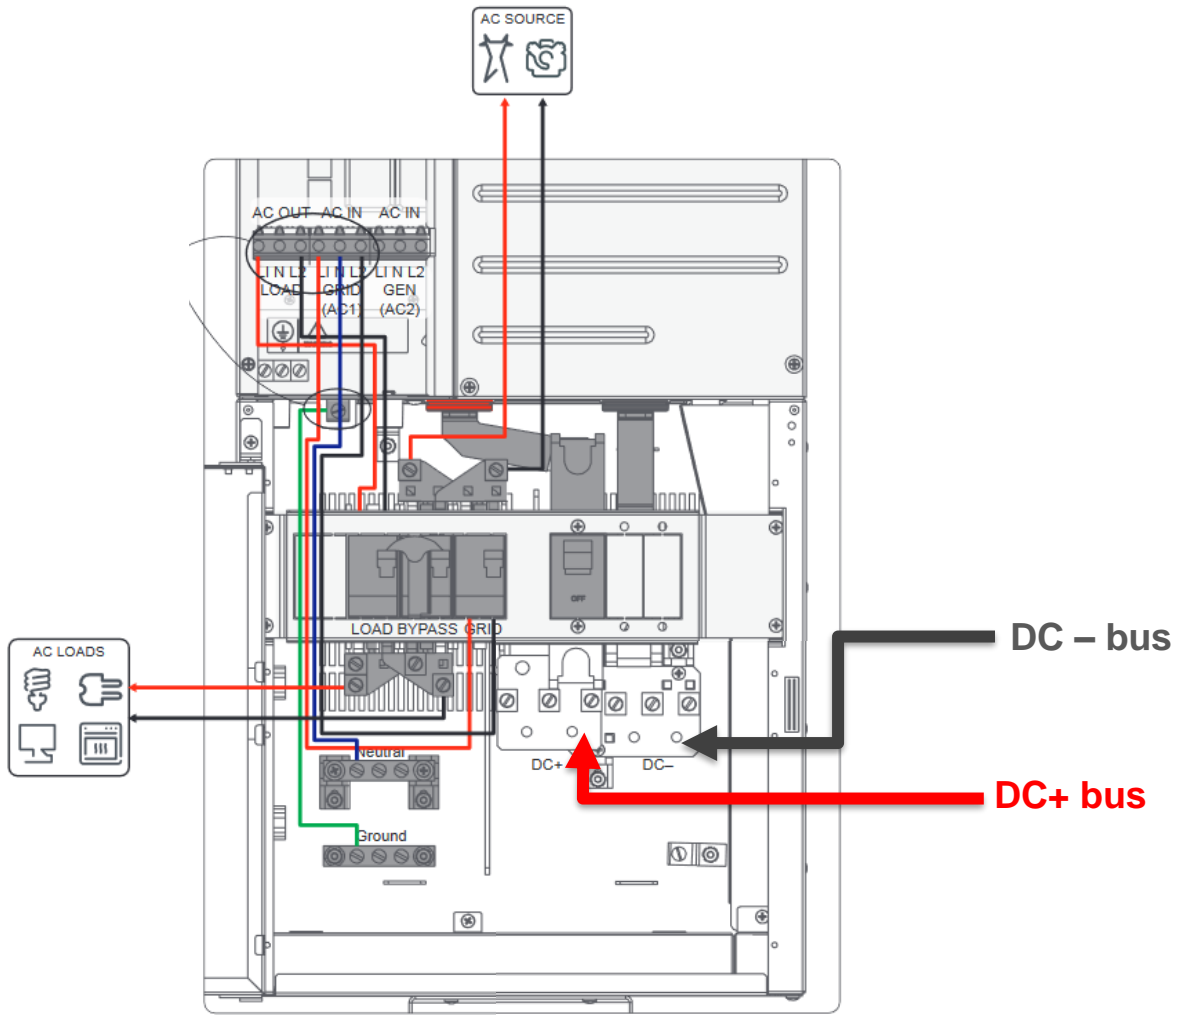 AC SOURCE
AC OUT AC IN AC IN
L1 N L2 L1 N L2 L1 N L2
LOAD GRID GEN
(AC1) (AC2)
OFF
LOAD BYPASS GRID
AC LOADS
DC – bus
Neutral
DC+ DC–
DC+ bus
Ground